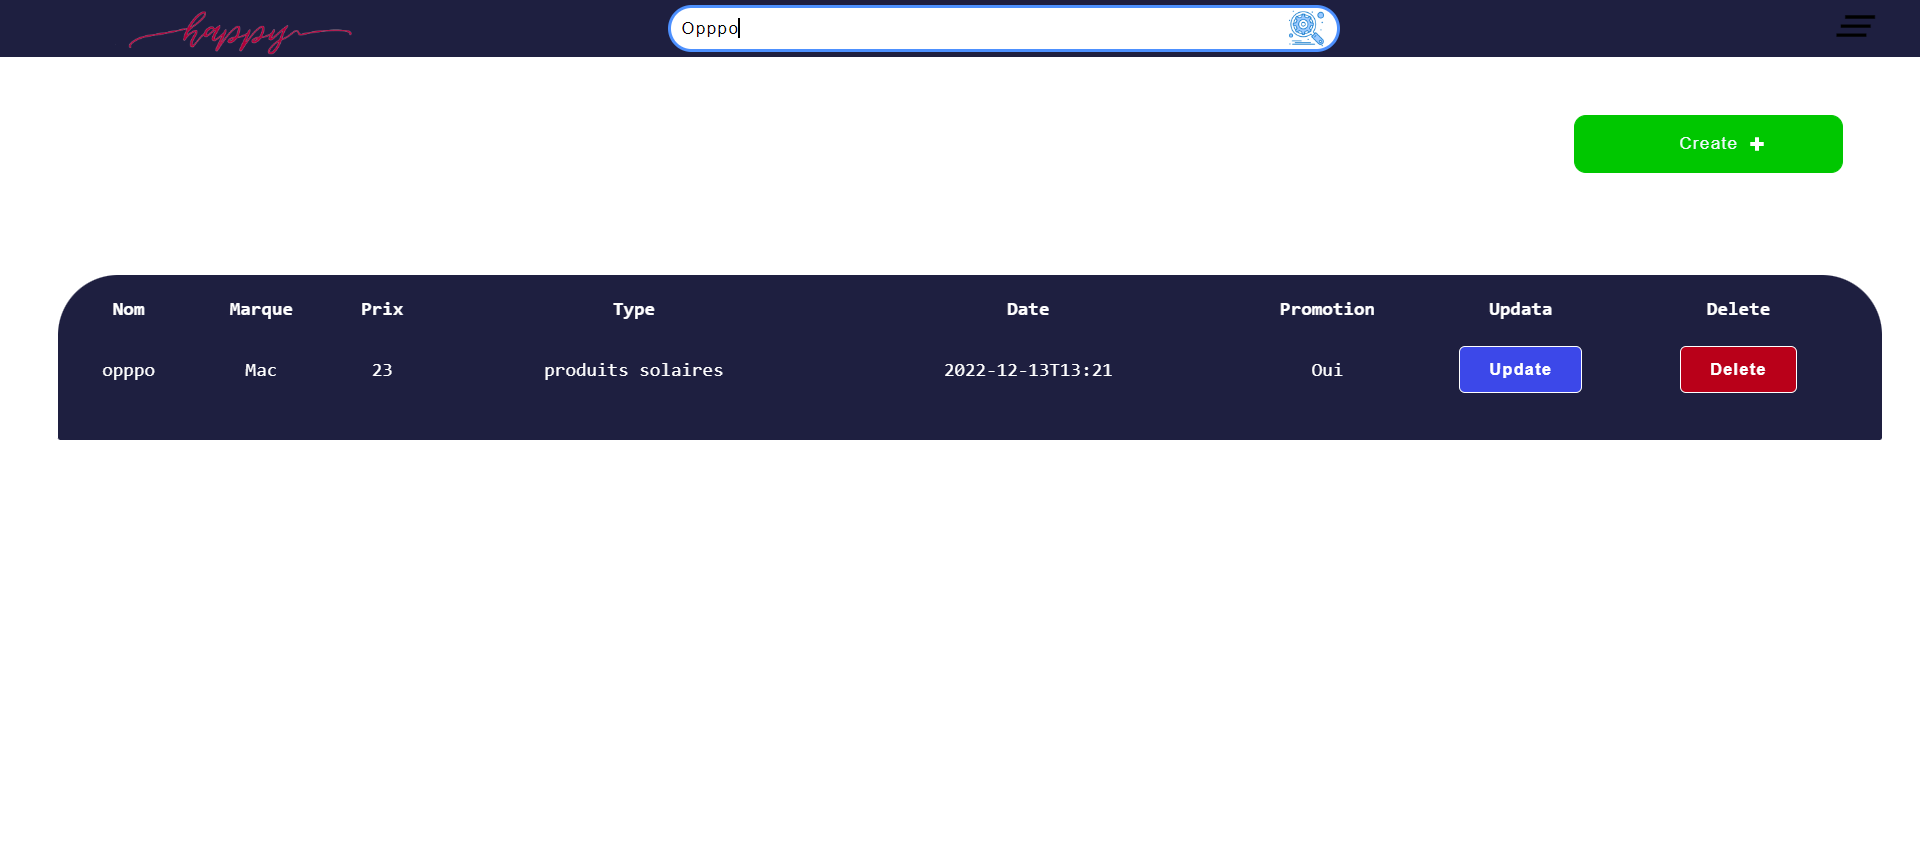 happy
Opppo
Create
Nom Marque Prix Type Date Promotion Updata Delete
opppo Mac 23 produits solaires 2022-12-13T13:21 Oui Update Delete